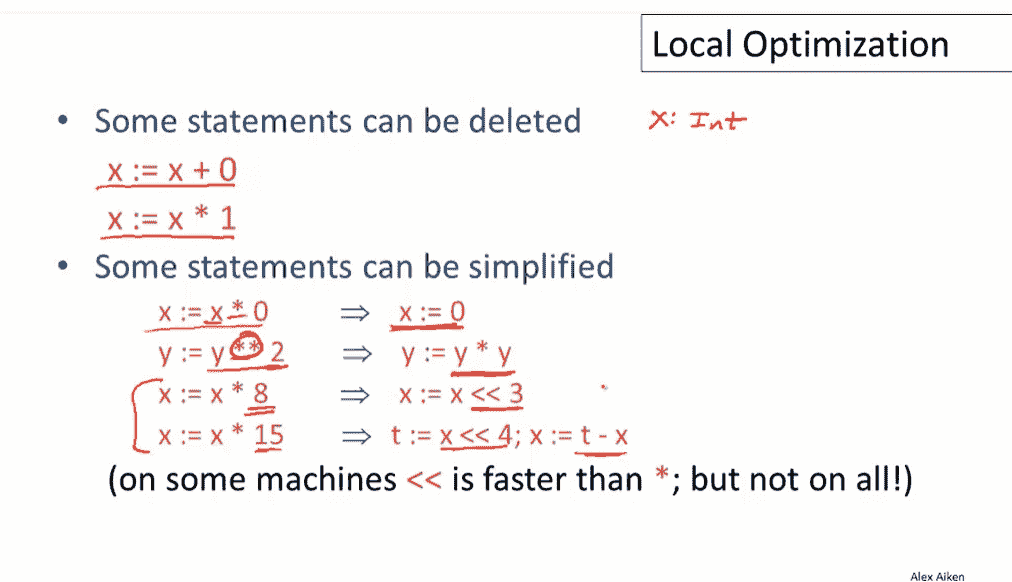 Local Optimization
• Some statements can be deleted x: Int
x := x + 0
x := x * 1
• Some statements can be simplified
x := x * 0 ⇒ x := 0
y := y ** 2 ⇒ y := y * y
x := x * 8 ⇒ x := x << 3
x := x * 15 ⇒ t := x << 4; x := t - x
(on some machines << is faster than *; but not on all!)
Alex Aiken